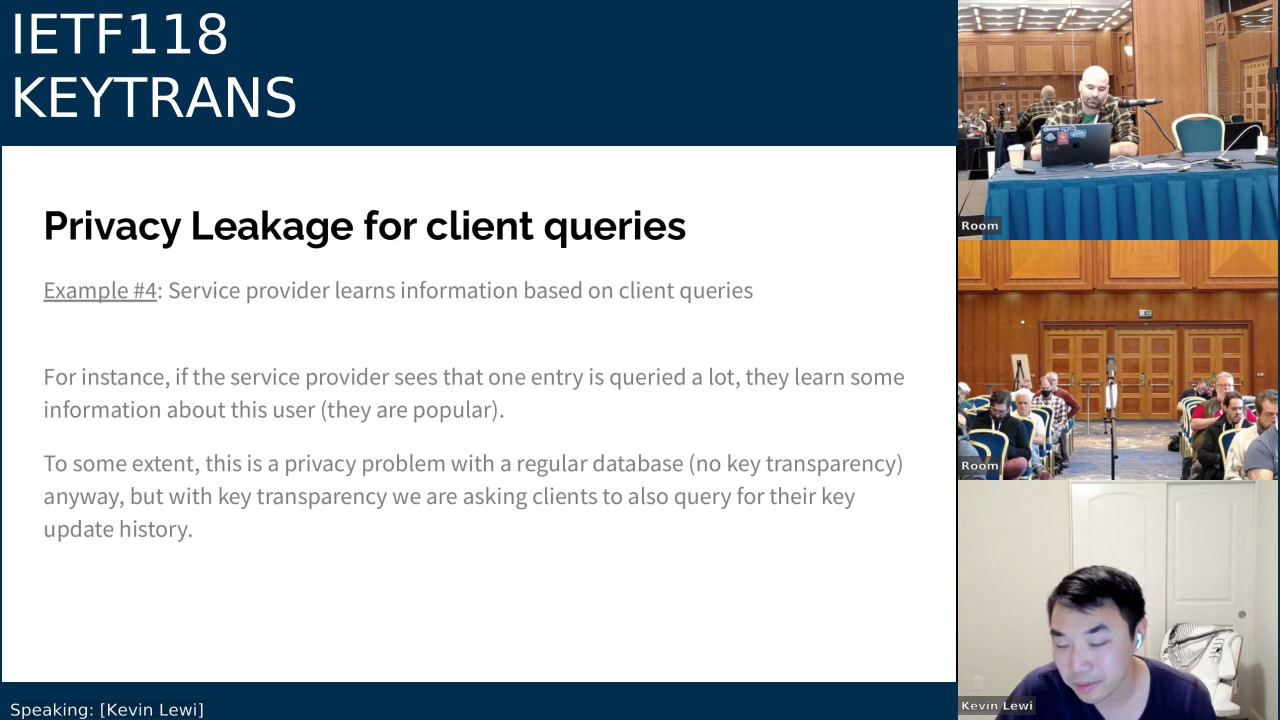 IETF118
KEYTRANS
Privacy Leakage for client queries
Example #4: Service provider learns information based on client queries
For instance, if the service provider sees that one entry is queried a lot, they learn some
information about this user (they are popular).
To some extent, this is a privacy problem with a regular database (no key transparency)
anyway, but with key transparency we are asking clients to also query for their key
update history.
Speaking: [Kevin Lewi]
Room
Room
Kevin Lewi